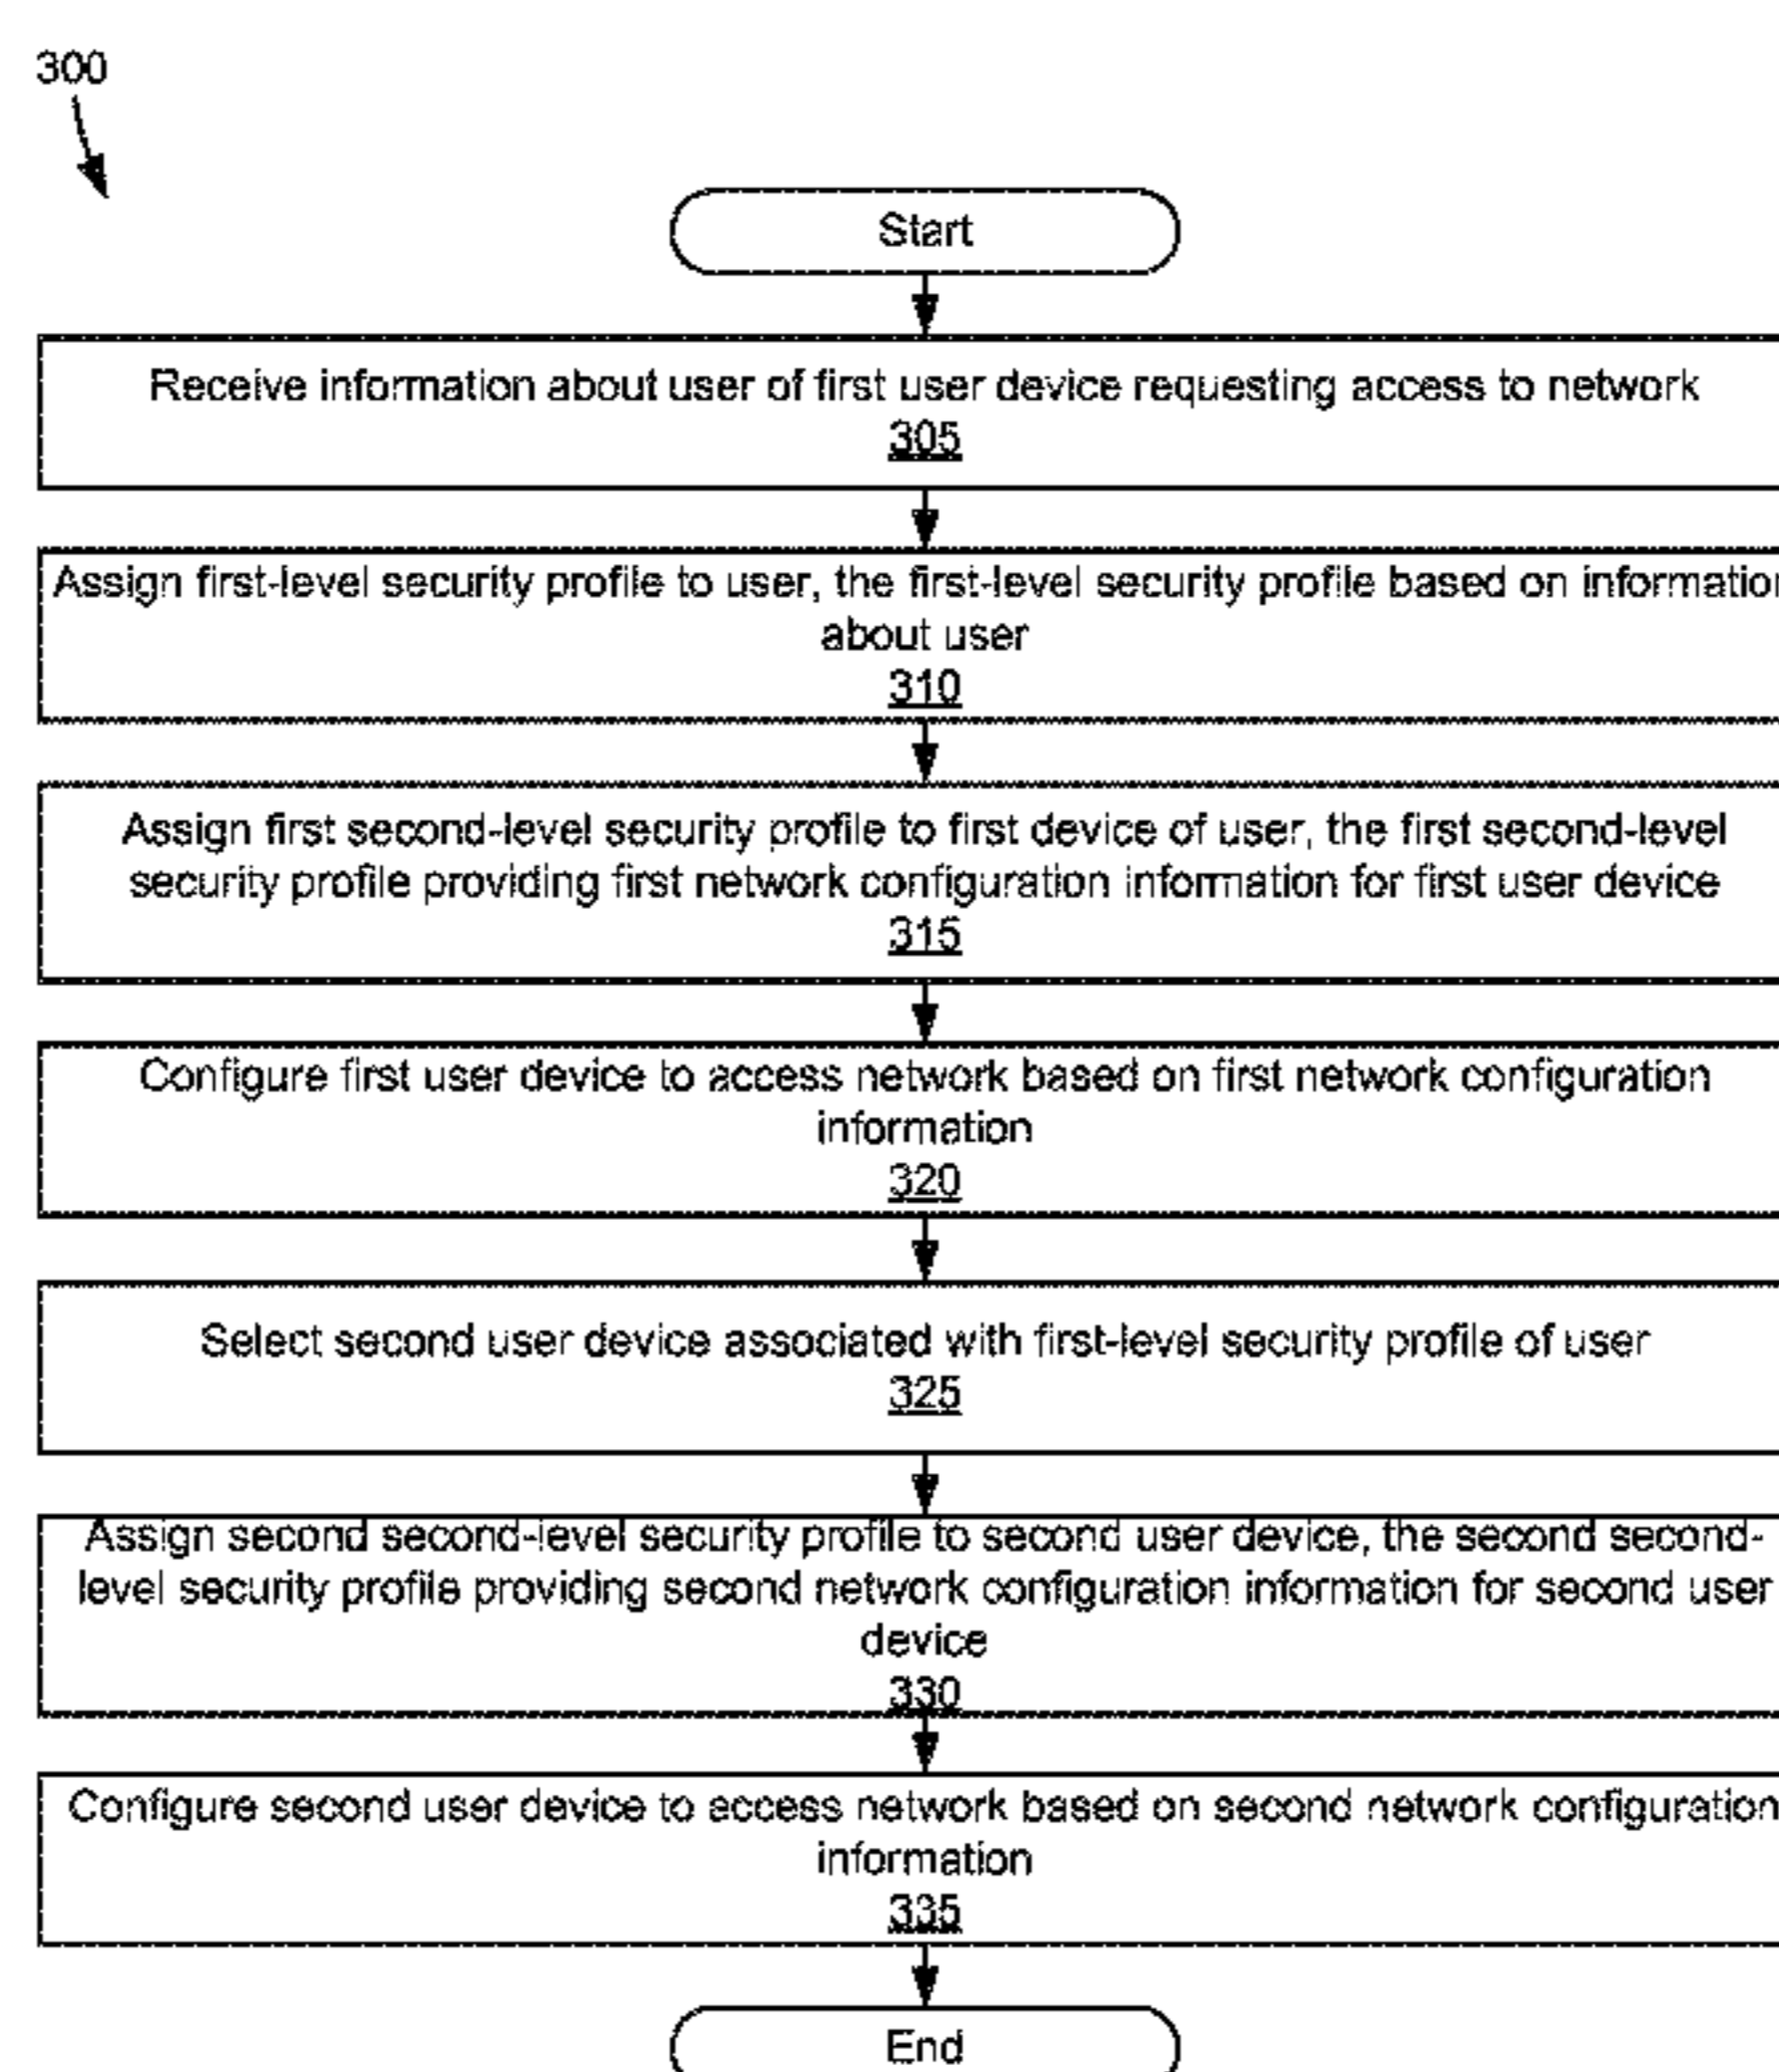 300
Start
Receive information about user of first user device requesting access to network
305
Assign first-level security profile to user, the first-level security profile based on information
about user
310
Assign first second-level security profile to first device of user, the first second-level
security profile providing first network configuration information for first user device
315
Configure first user device to access network based on first network configuration
information
320
Select second user device associated with first-level security profile of user
325
Assign second second-level security profile to second user device, the second second-
level security profile providing second network configuration information for second user
device
330
Configure second user device to access network based on second network configuration
information
335
End